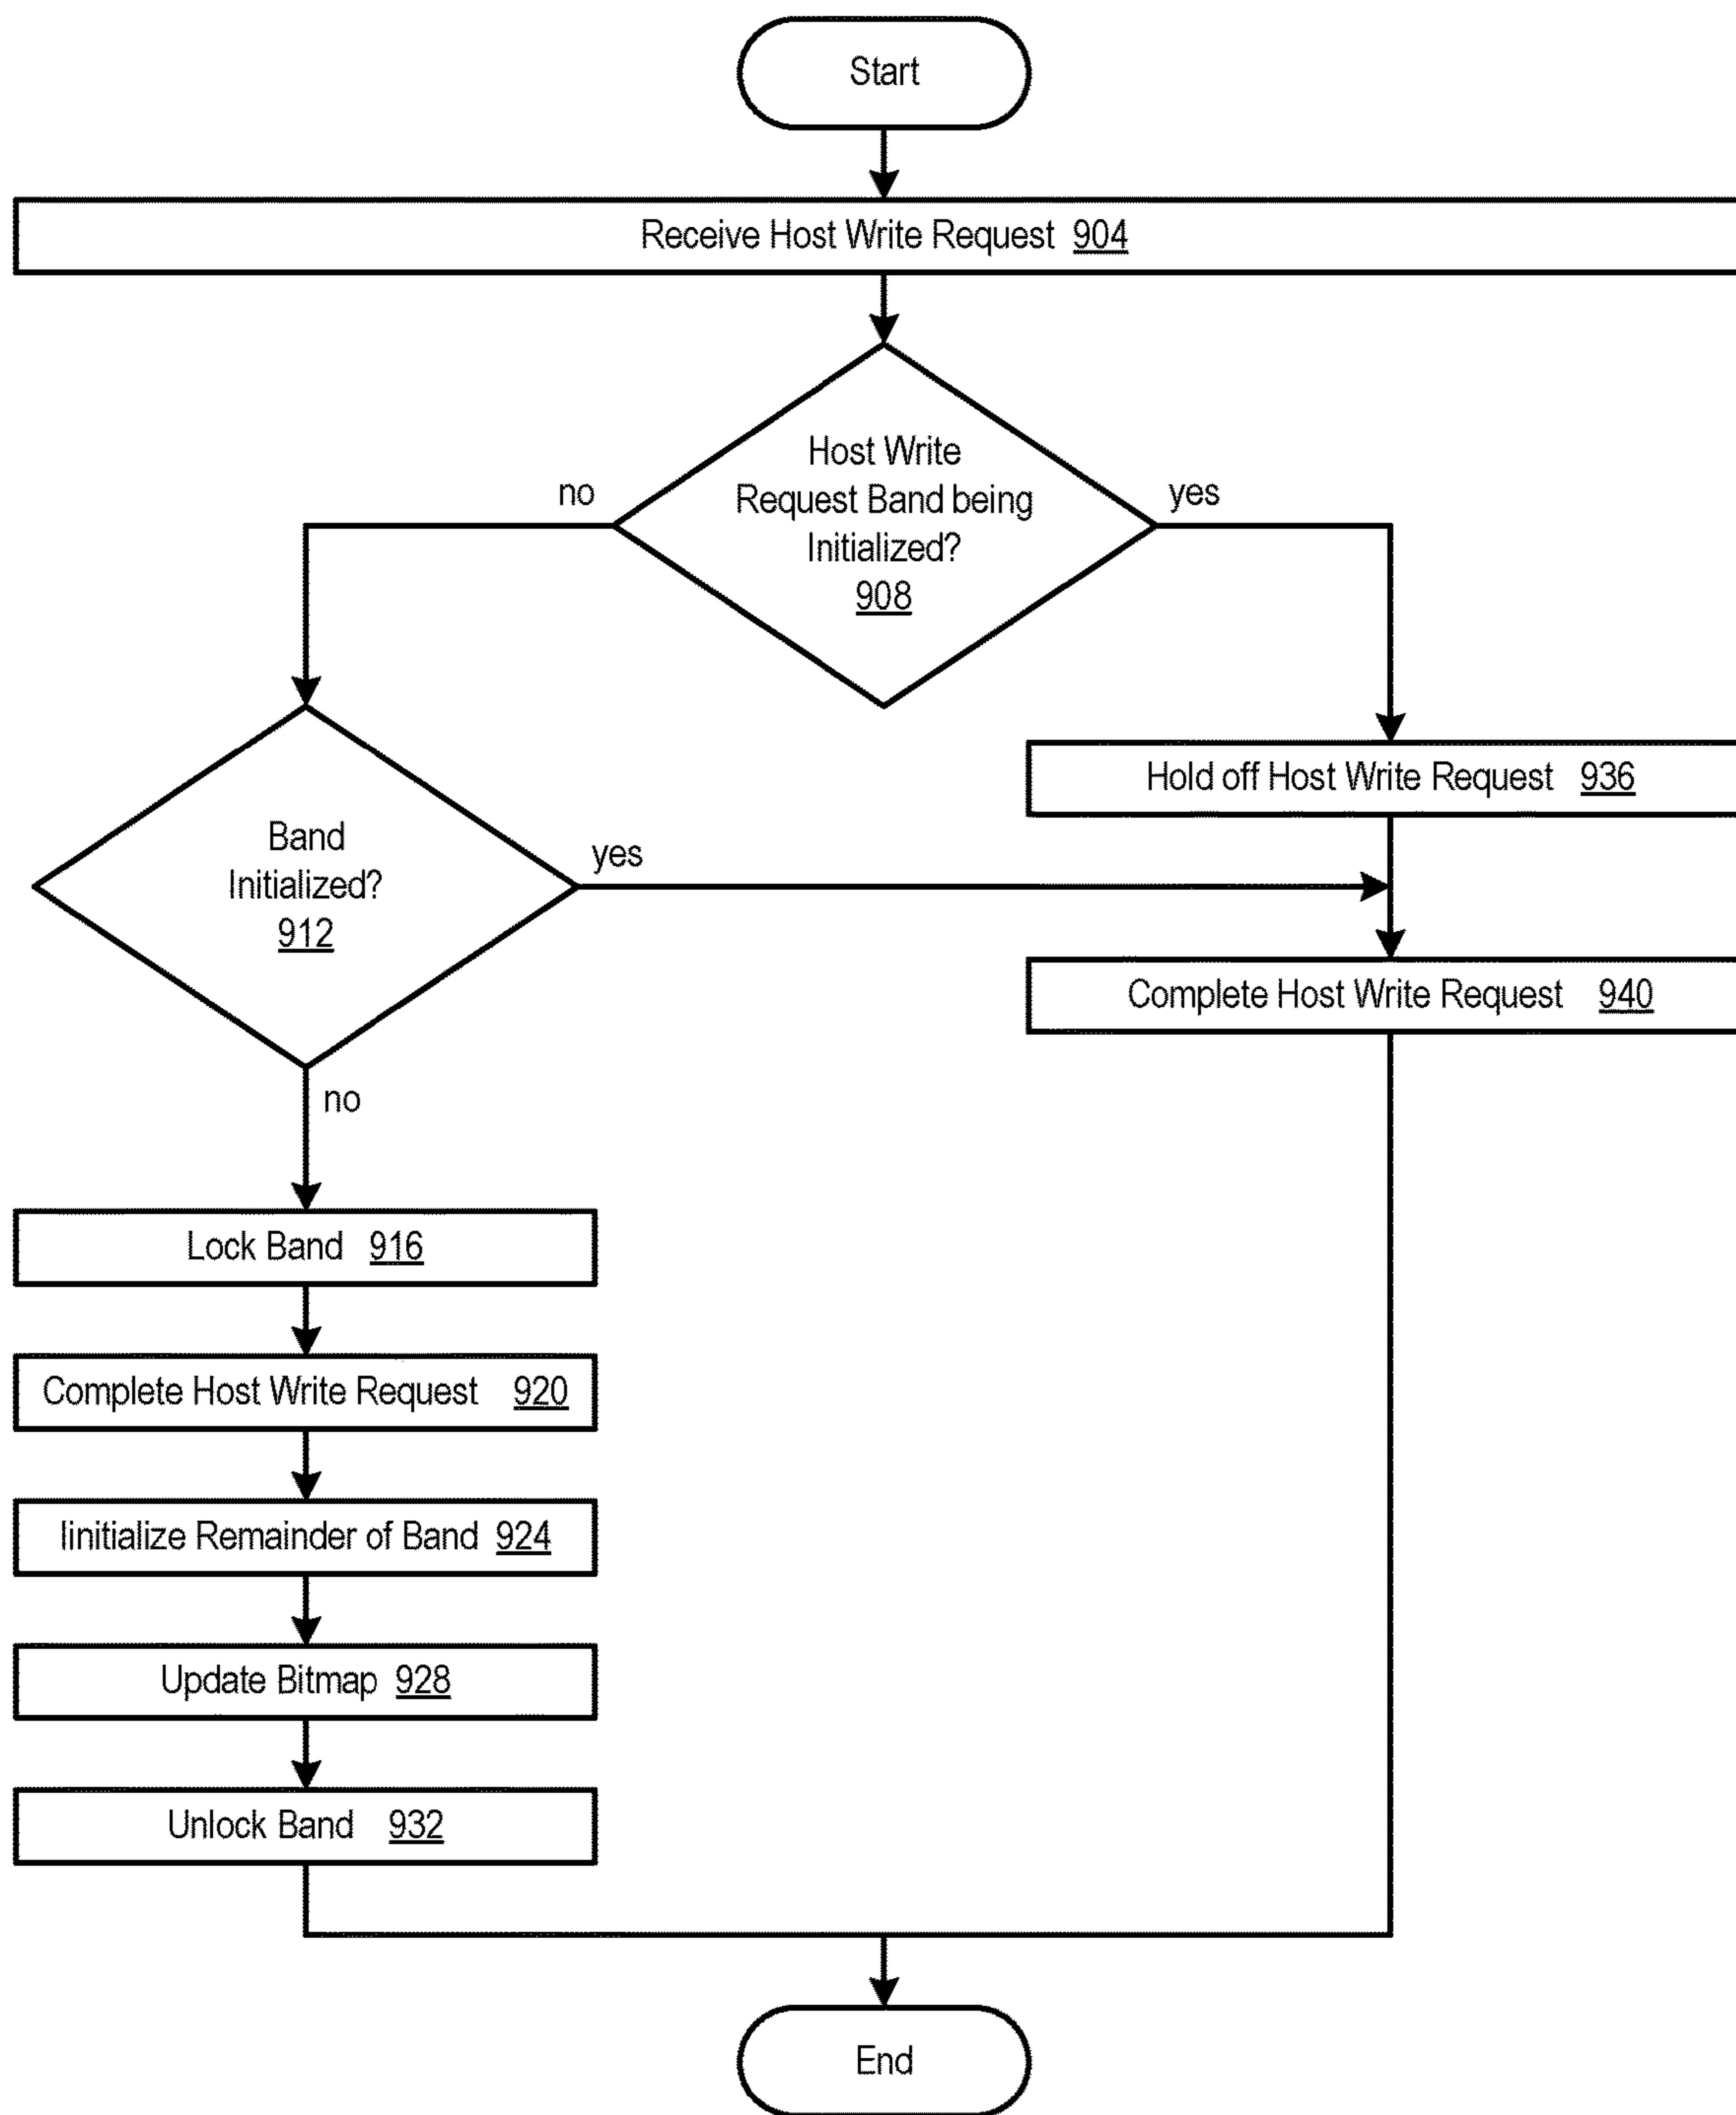 Start
Receive Host Write Request 904
Host Write
Request Band being
Initialized?
908
no
yes
Hold off Host Write Request 936
Band
Initialized?
912
yes
Complete Host Write Request 940
no
Lock Band 916
Complete Host Write Request 920
Iinitialize Remainder of Band 924
Update Bitmap 928
Unlock Band 932
End